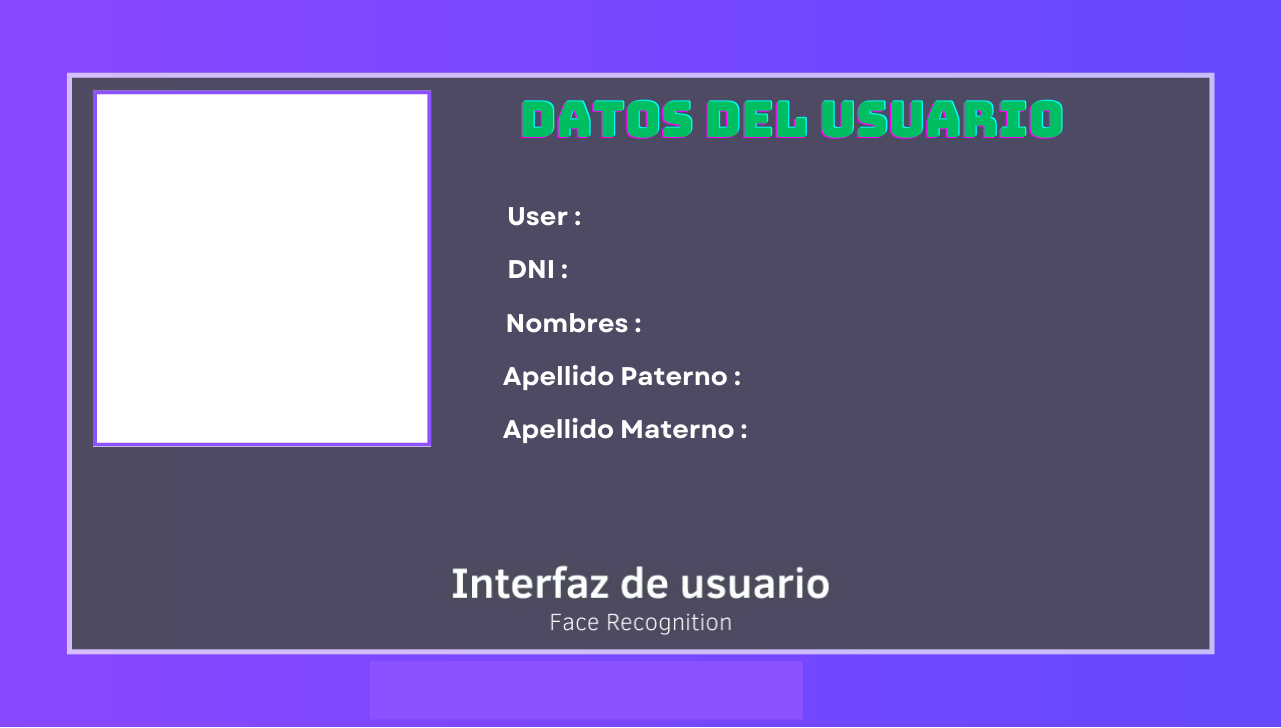 DATOS DEL USUARIO
User :
DNI :
Nombres :
Apellido Paterno :
Apellido Materno :
Interfaz de usuario
Face Recognition